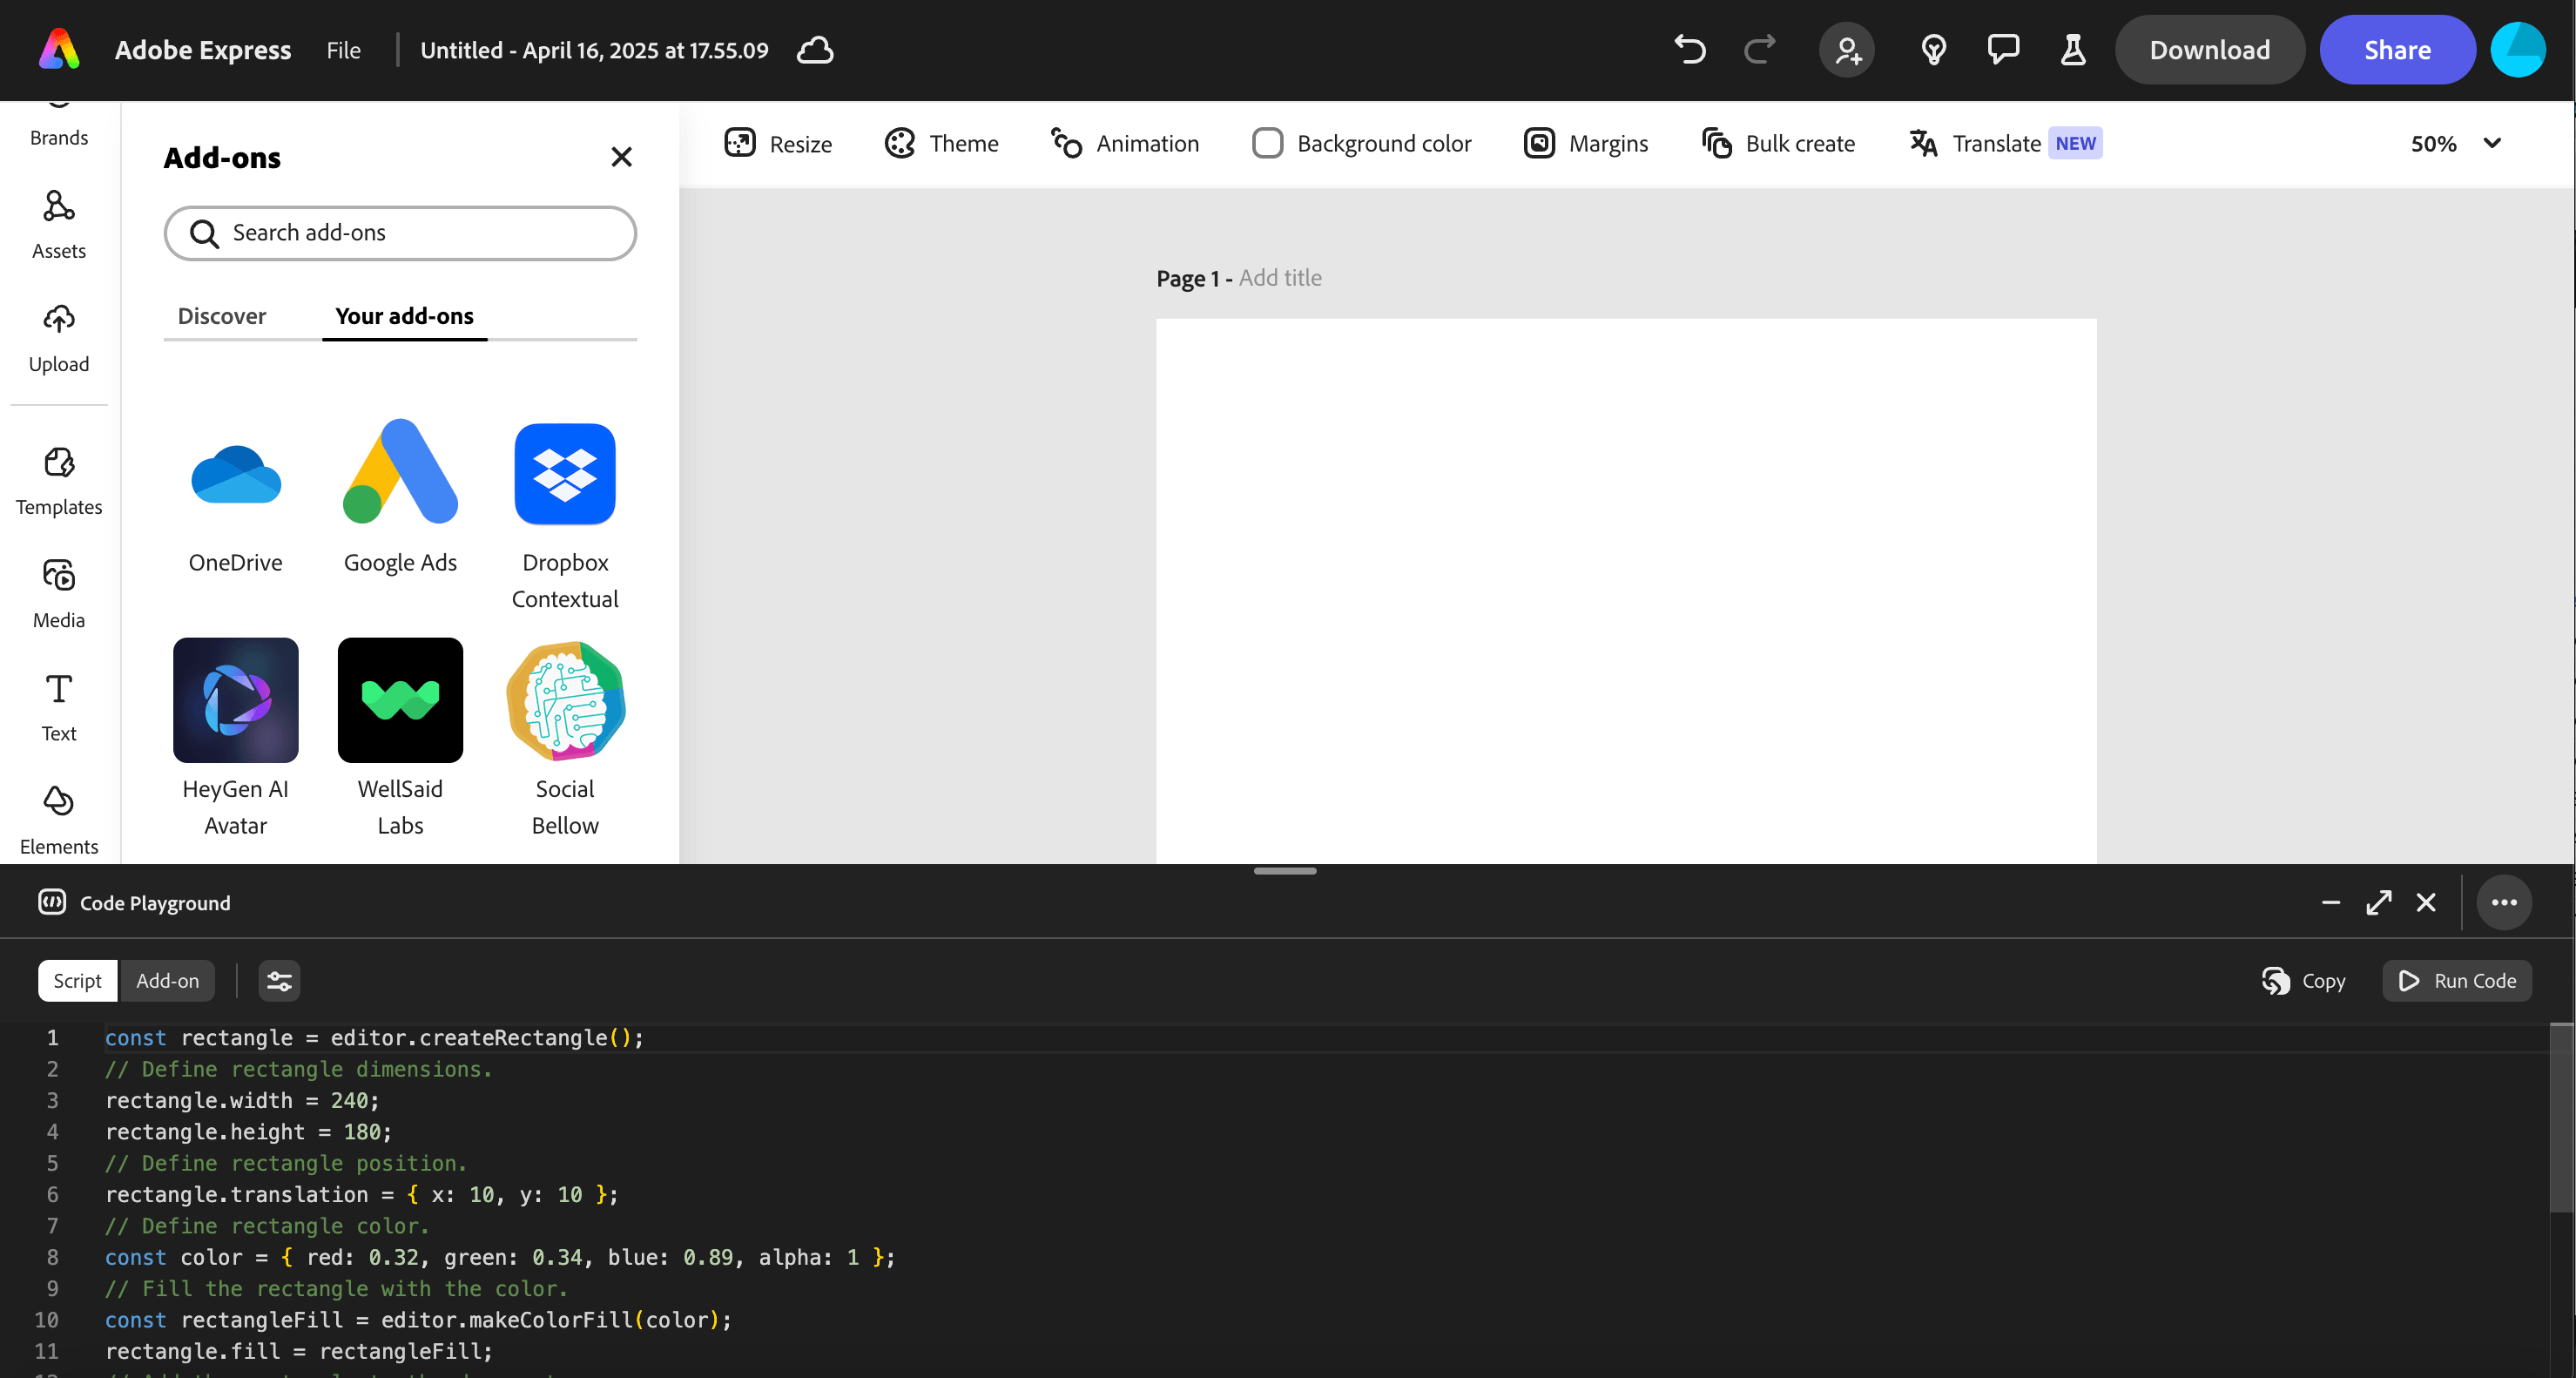 Adobe Express File Untitled - April 16, 2025 at 17.55.09 Download Share
Brands
Assets
Upload
Templates
Media
Text
Elements
Add-ons
Search add-ons
Discover Your add-ons
OneDrive Google Ads Dropbox
Contextual
HeyGen AI WellSaid Social
Avatar Labs Bellow
Resize Theme Animation Background color Margins Bulk create Translate NEW 50%
Page 1 - Add title
Code Playground
Script Add-on Copy Run Code
1 const rectangle = editor.createRectangle();
2 // Define rectangle dimensions.
3 rectangle.width = 240;
4 rectangle.height = 180;
5 // Define rectangle position.
6 rectangle.translation = { x: 10, y: 10 };
7 // Define rectangle color.
8 const color = { red: 0.32, green: 0.34, blue: 0.89, alpha: 1 };
9 // Fill the rectangle with the color.
10 const rectangleFill = editor.makeColorFill(color);
11 rectangle.fill = rectangleFill;